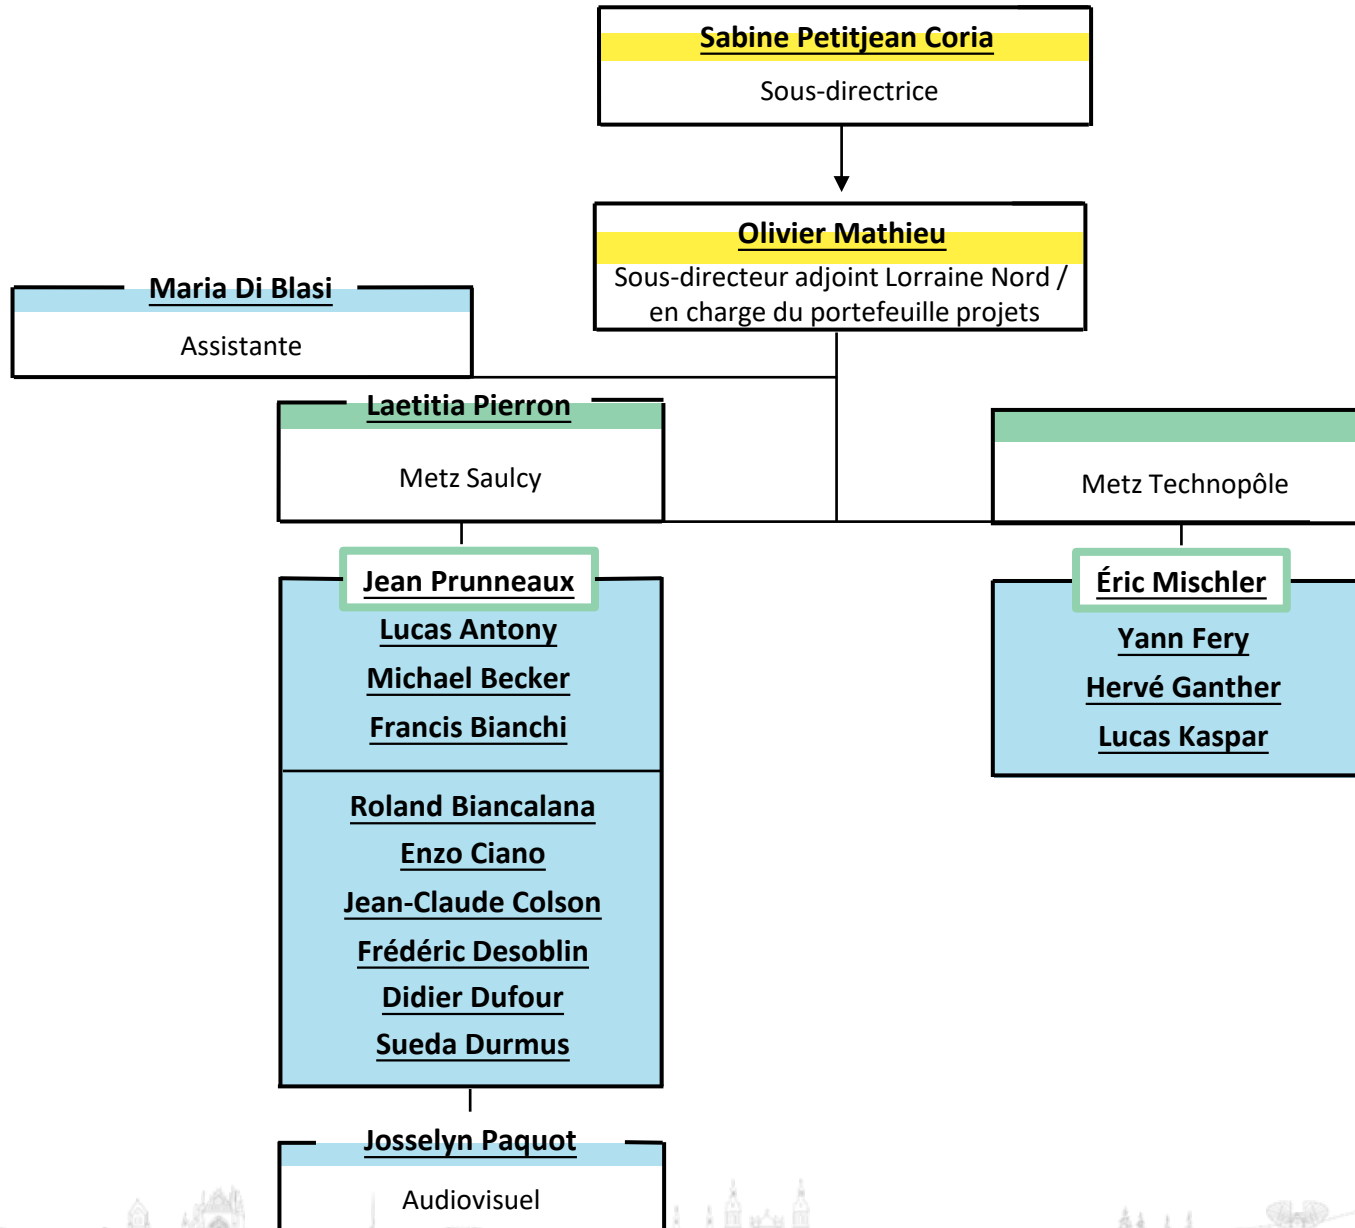 Sabine Petitjean Coria
Sous-directrice
Olivier Mathieu
Sous-directeur adjoint Lorraine Nord /
en charge du portefeuille projets
Maria Di Blasi
Assistante
Laetitia Pierron
Metz Saulcy
Metz Technopôle
Jean Prunneaux
Lucas Antony
Michael Becker
Francis Bianchi
Roland Biancalana
Enzo Ciano
Jean-Claude Colson
Frédéric Desoblin
Didier Dufour
Sueda Durmus
Josselyn Paquot
Audiovisuel
Éric Mischler
Yann Fery
Hervé Ganther
Lucas Kaspar